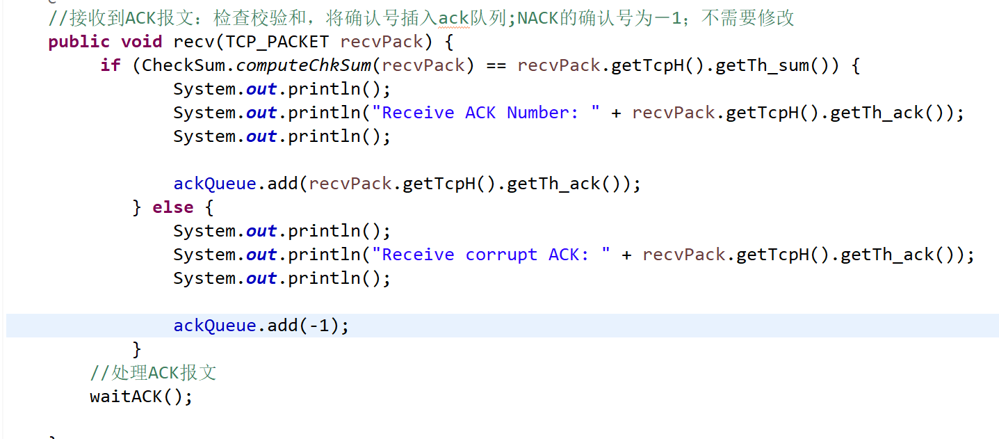 //接收到ACK报文：检查校验和，将确认号插入ack队列;NACK的确认号为－1；不需要修改
public void recv(TCP_PACKET recvPack) {
if (CheckSum.computeChkSum(recvPack) == recvPack.getTcpH().getTh_sum()) {
System.out.println();
System.out.println("Receive ACK Number: " + recvPack.getTcpH().getTh_ack());
System.out.println();
ackQueue.add(recvPack.getTcpH().getTh_ack());
} else {
System.out.println();
System.out.println("Receive corrupt ACK: " + recvPack.getTcpH().getTh_ack());
System.out.println();
ackQueue.add(-1);
}
//处理ACK报文
waitACK();